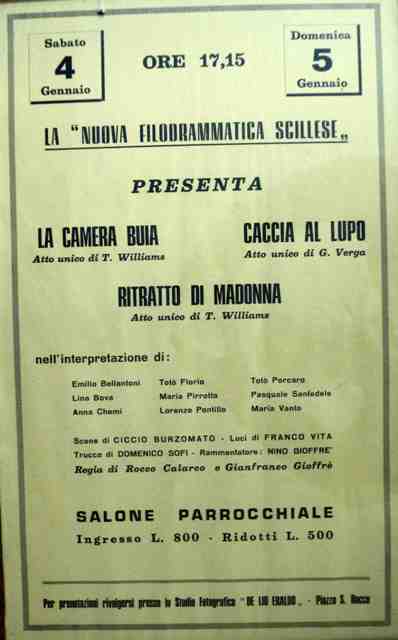 Sabato
4
Gennaio
ORE 17,15
Domenica
5
Gennaio
LA "NUOVA FILODRAMMATICA SCILLESE„
PRESENTA
LA CAMERA BUIA
Atto unico di T. Williams
CACCIA AL LUPO
Atto unico di G. Verga
RITRATTO DI MADONNA
Atto unico di T. Williams
nell'interpretazione di:
Emilio Bellantoni Totò Florio Totò Porcaro
Lina Bova Maria Pirrotta Pasquale Santedele
Anna Chemi Lorenzo Pontillo Maria Vanto
Scene di CICCIO BURZOMATO - Luci di FRANCO VITA
Trucco di DOMENICO SOFI - Rammentatore: NINO GIOFFRE'
Regia di Rocco Calarco e Gianfranco Gioffrè
SALONE PARROCCHIALE
Ingresso L. 800 - Ridotti L. 500
Per prenotazioni rivolgersi presso lo Studio Fotografico "DE LIO ERALDO„ - Piazza S. Rocco